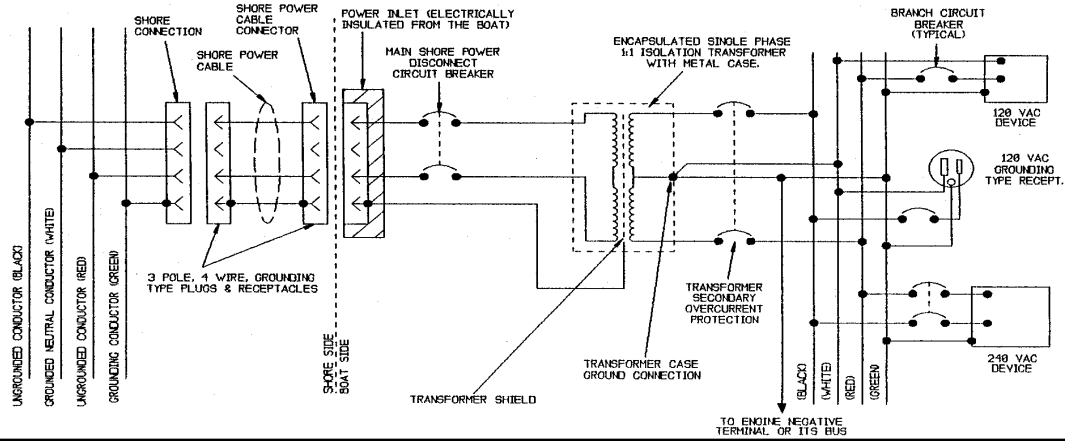 SHORE
CONNECTION
SHORE POWER
CABLE
SHORE POWER
CABLE
CONNECTOR
POWER INLET (ELECTRICALLY
INSULATED FROM THE BOAT)
MAIN SHORE POWER
DISCONNECT
CIRCUIT BREAKER
ENCAPSULATED SINGLE PHASE
1:1 ISOLATION TRANSFORMER
WITH METAL CASE.
BRANCH CIRCUIT
BREAKER
(TYPICAL)
120 VAC
DEVICE
120 VAC
GROUNDING
TYPE RECEPT.
240 VAC
DEVICE
3 POLE, 4 WIRE, GROUNDING
TYPE PLUGS & RECEPTACLES
UNGROUNDED CONDUCTOR (BLACK)
GROUNDED NEUTRAL CONDUCTOR (WHITE)
UNGROUNDED CONDUCTOR (RED)
GROUNDING CONDUCTOR (GREEN)
SHORE SIDE
BOAT SIDE
TRANSFORMER SHIELD
TRANSFORMER
SECONDARY
OVERCURRENT
PROTECTION
TRANSFORMER CASE
GROUND CONNECTION
(BLACK)
(WHITE)
(RED)
(GREEN)
TO ENGINE NEGATIVE
TERMINAL OR ITS BUS